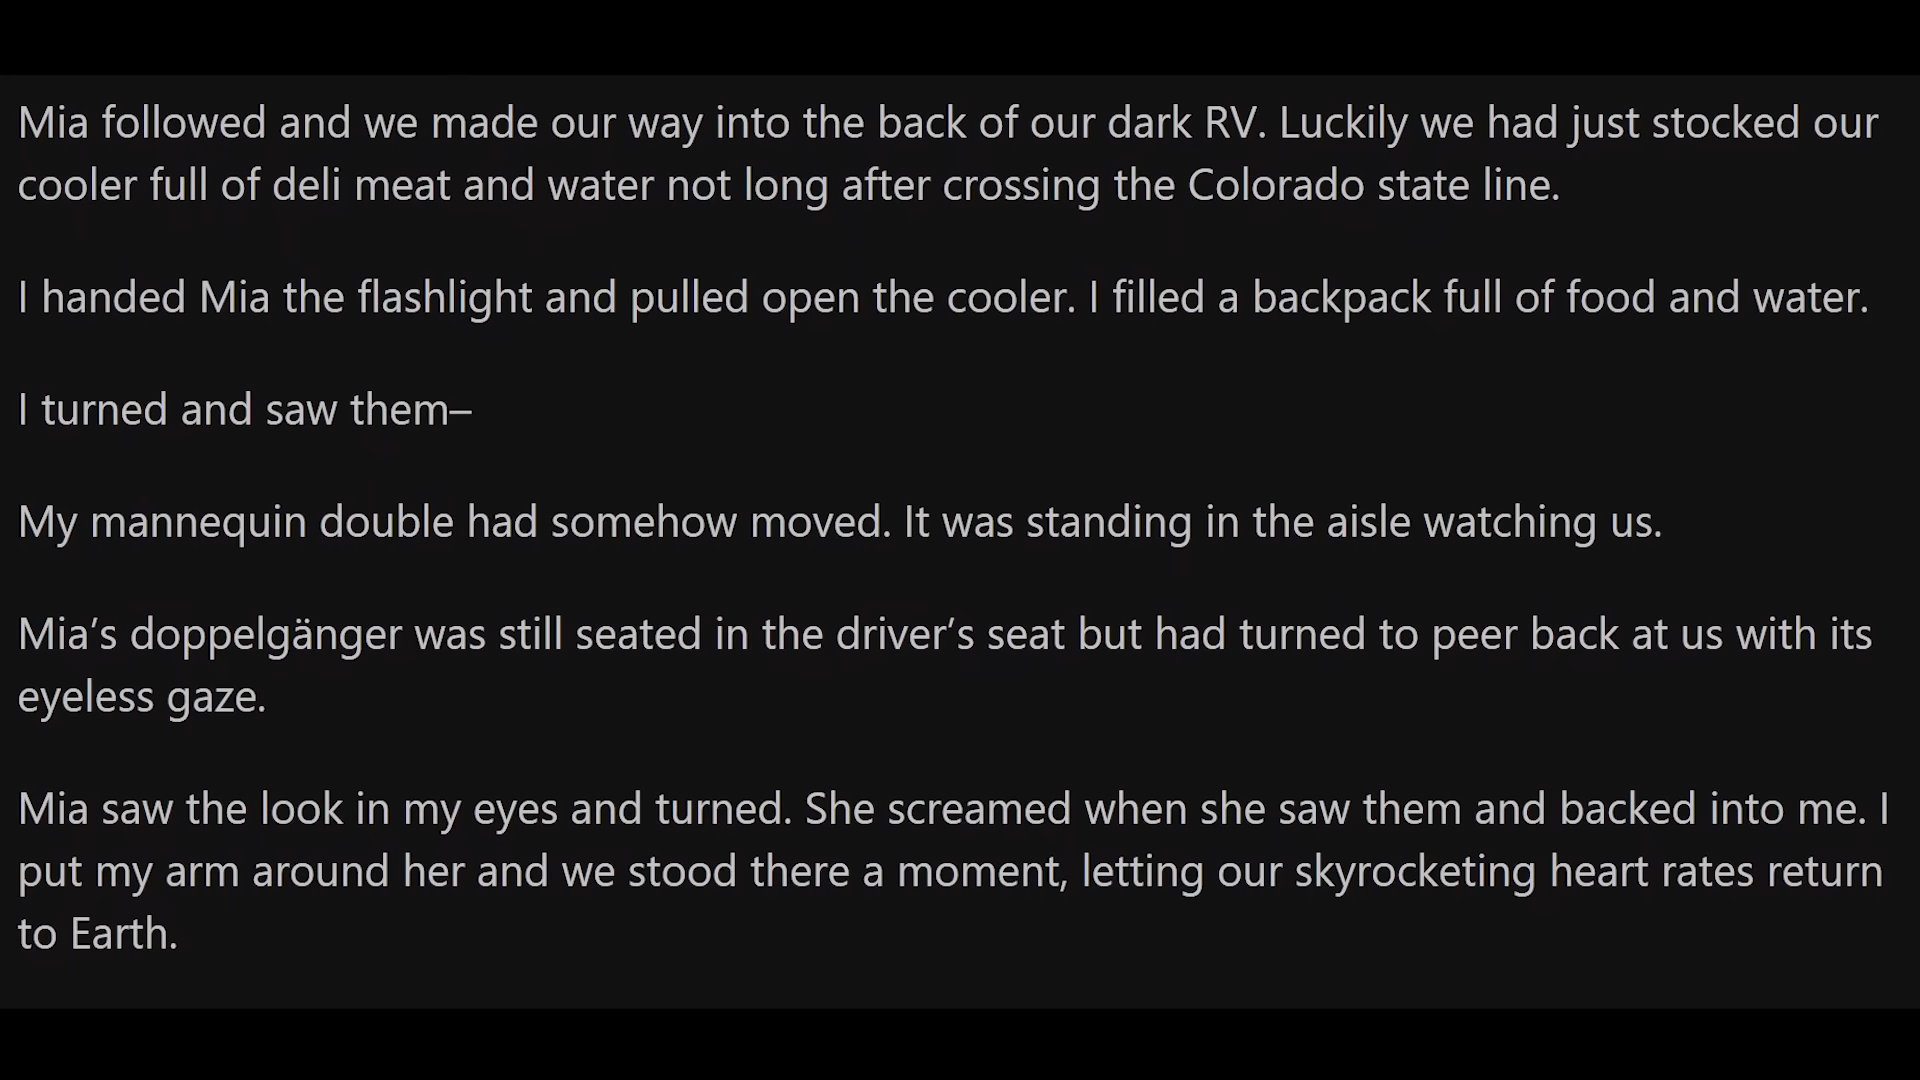 Mia followed and we made our way into the back of our dark RV. Luckily we had just stocked our
cooler full of deli meat and water not long after crossing the Colorado state line.
I handed Mia the flashlight and pulled open the cooler. I filled a backpack full of food and water.
I turned and saw them–
My mannequin double had somehow moved. It was standing in the aisle watching us.
Mia’s doppelgänger was still seated in the driver’s seat but had turned to peer back at us with its
eyeless gaze.
Mia saw the look in my eyes and turned. She screamed when she saw them and backed into me. I
put my arm around her and we stood there a moment, letting our skyrocketing heart rates return
to Earth.